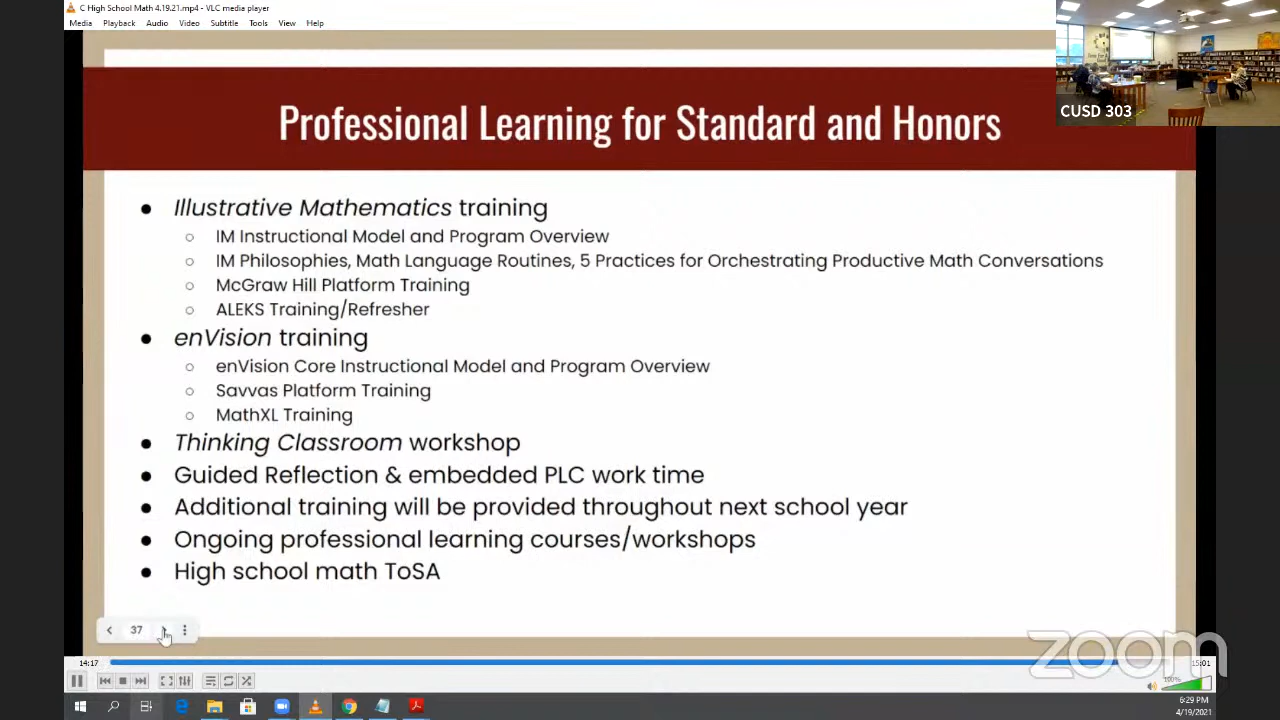 C High School Math 4.19.21.mp4 - VLC media player
Media Playback Audio Video Subtitle Tools View Help
CUSD 303
Professional Learning for Standard and Honors
● Illustrative Mathematics training
○ IM Instructional Model and Program Overview
○ IM Philosophies, Math Language Routines, 5 Practices for Orchestrating Productive Math Conversations
○ McGraw Hill Platform Training
○ ALEKS Training/Refresher
● enVision training
○ enVision Core Instructional Model and Program Overview
○ Savvas Platform Training
○ MathXL Training
● Thinking Classroom workshop
● Guided Reflection & embedded PLC work time
● Additional training will be provided throughout next school year
● Ongoing professional learning courses/workshops
● High school math ToSA
37
zoom
14:17
15:01
100%
6:29 PM
4/19/2021